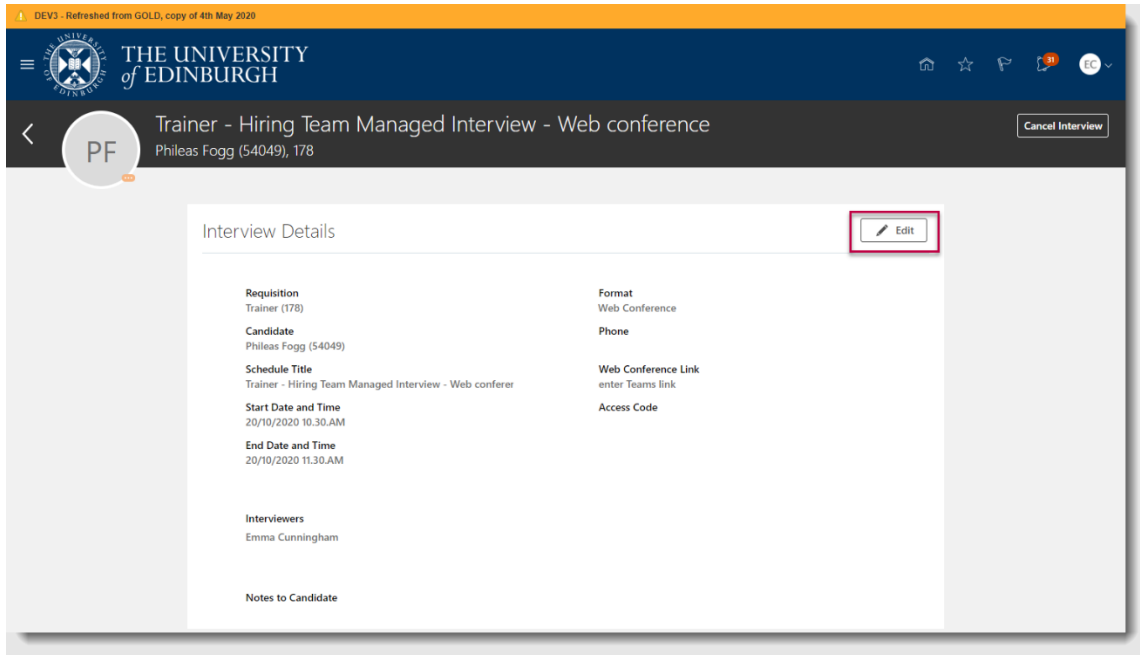 DEV3 - Refreshed from GOLD, copy of 4th May 2020
THE UNIVERSITY
of EDINBURGH
31
EC
Trainer - Hiring Team Managed Interview - Web conference
Cancel Interview
PF
Phileas Fogg (54049), 178
Interview Details
Edit
Requisition
Trainer (178)
Candidate
Phileas Fogg (54049)
Schedule Title
Trainer - Hiring Team Managed Interview - Web conferer
Start Date and Time
20/10/2020 10.30.AM
End Date and Time
20/10/2020 11.30.AM
Format
Web Conference
Phone
Web Conference Link
enter Teams link
Access Code
Interviewers
Emma Cunningham
Notes to Candidate